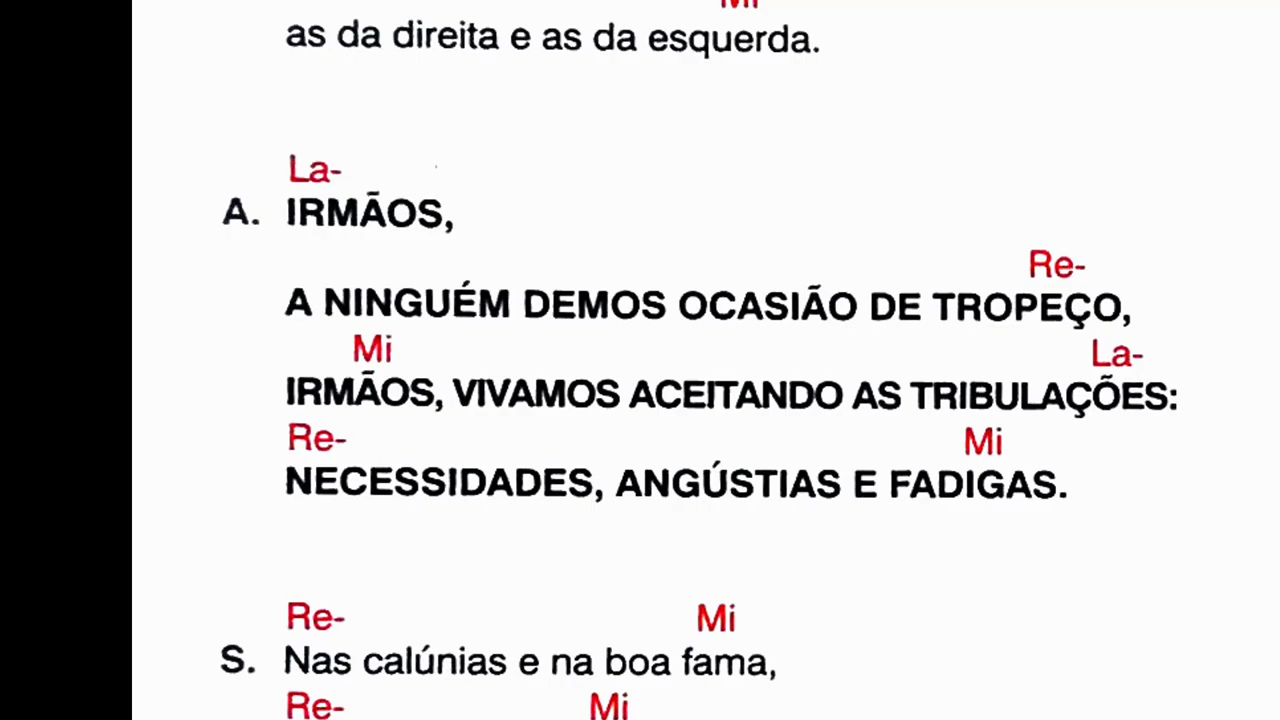 Mi
as da direita e as da esquerda.
La-
A. IRMÃOS,
Re-
A NINGUÉM DEMOS OCASIÃO DE TROPEÇO,
Mi La-
IRMÃOS, VIVAMOS ACEITANDO AS TRIBULAÇÕES:
Re- Mi
NECESSIDADES, ANGÚSTIAS E FADIGAS.
Re- Mi
S. Nas calúnias e na boa fama,
Re- Mi